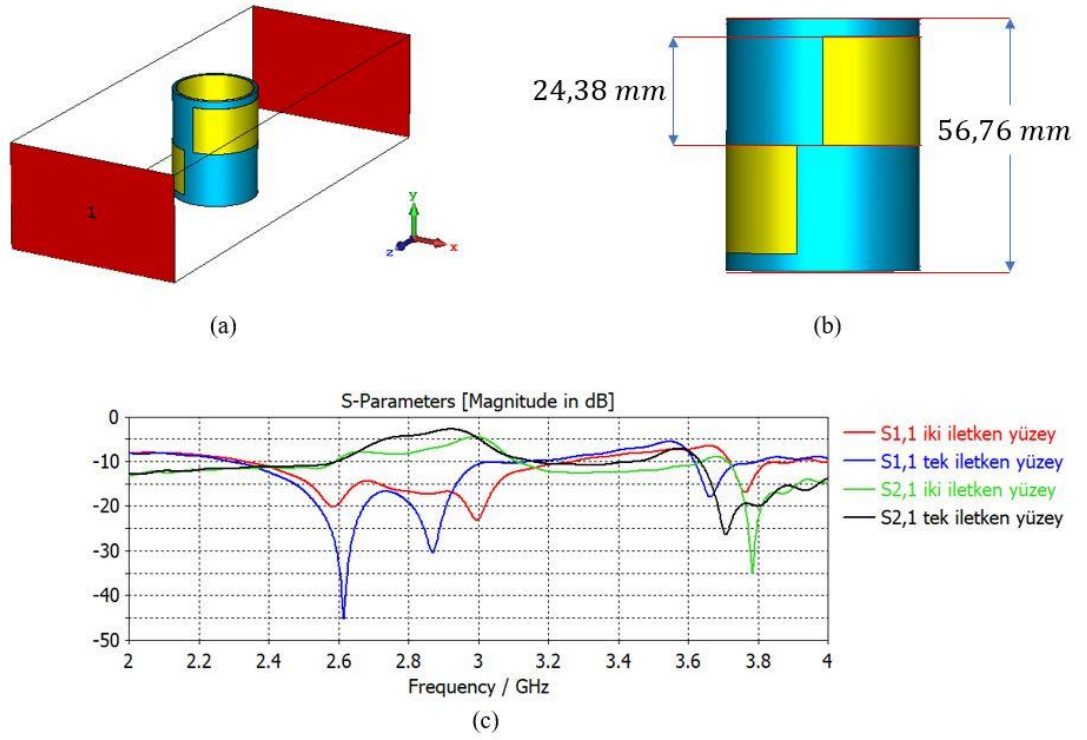 1
y
z
x
(a)
24,38 mm
56,76 mm
(b)
S-Parameters [Magnitude in dB]
0
-10
-20
-30
-40
-50
2
2.2
2.4
2.6
2.8
3
3.2
3.4
3.6
3.8
4
Frequency / GHz
S1,1 iki iletken yüzey
S1,1 tek iletken yüzey
S2,1 iki iletken yüzey
S2,1 tek iletken yüzey
(c)